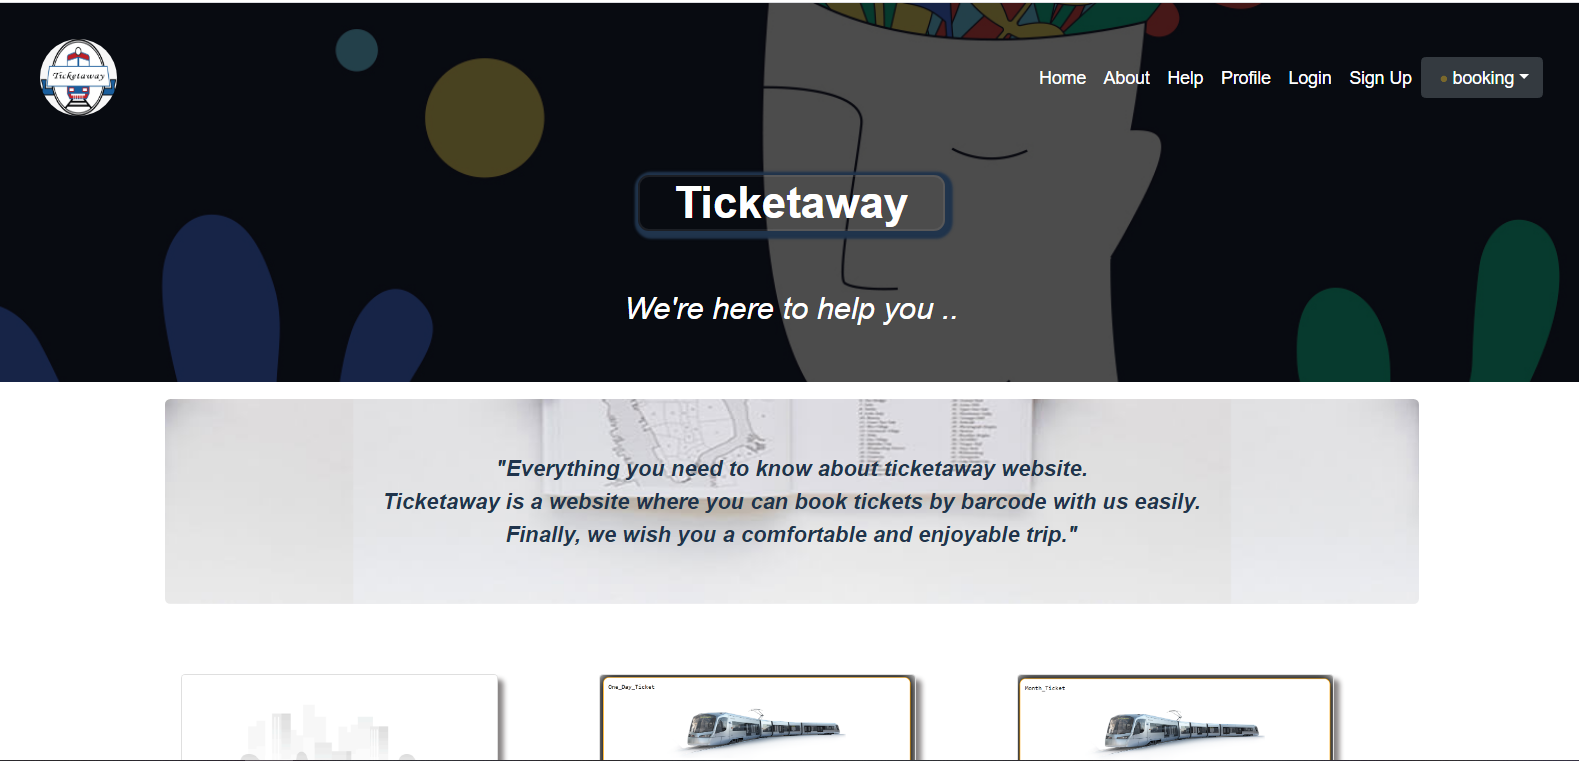 Ticketaway
Home About Help Profile Login Sign Up booking
Ticketaway
We're here to help you ..
"Everything you need to know about ticketaway website.
Ticketaway is a website where you can book tickets by barcode with us easily.
Finally, we wish you a comfortable and enjoyable trip."
One_Day_Ticket
Month_Ticket